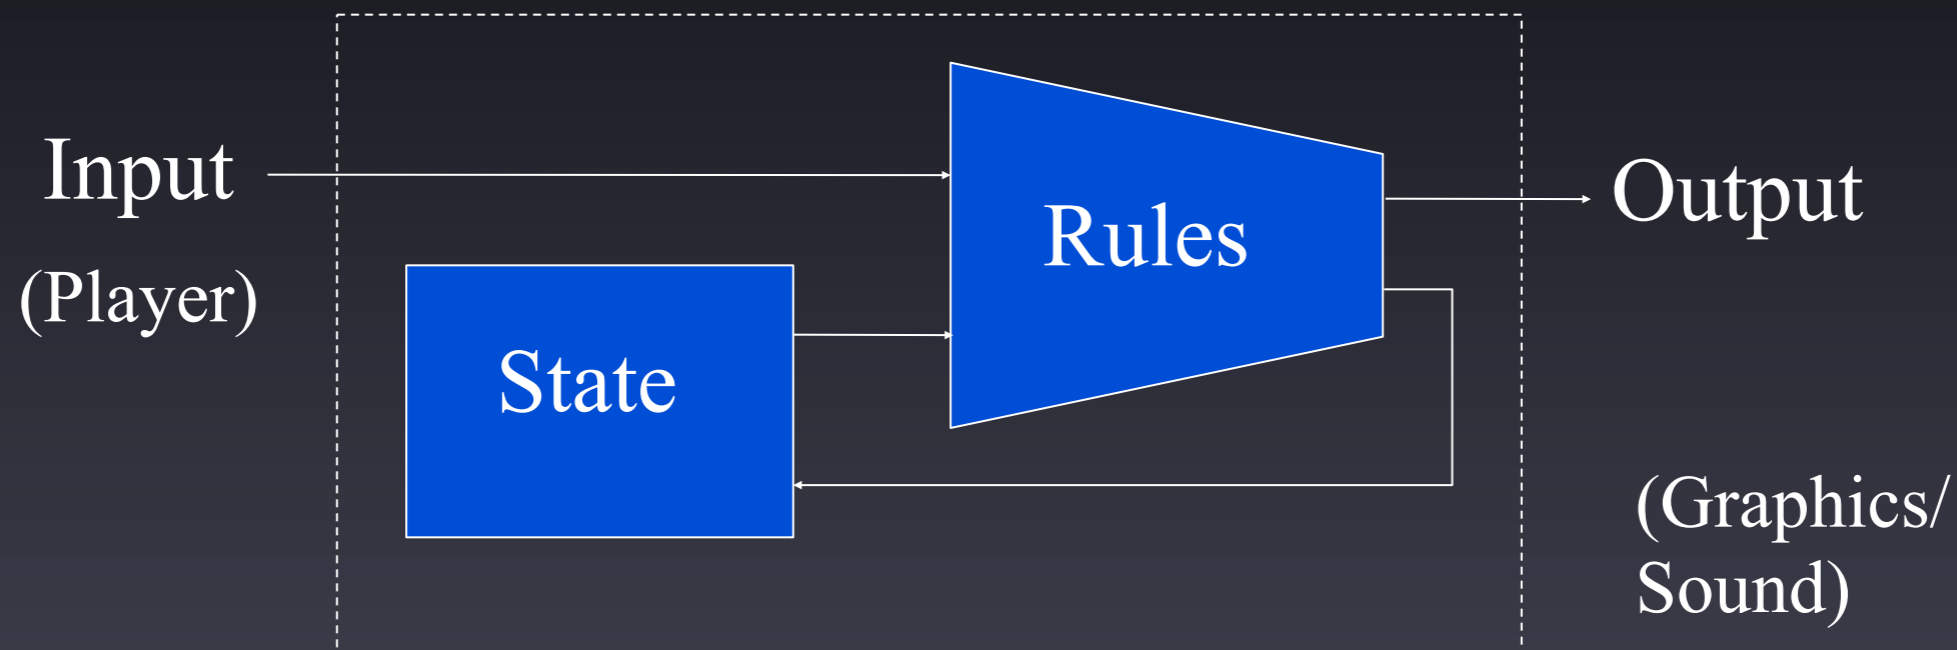 Input
(Player)
State
Rules
Output
(Graphics/
Sound)